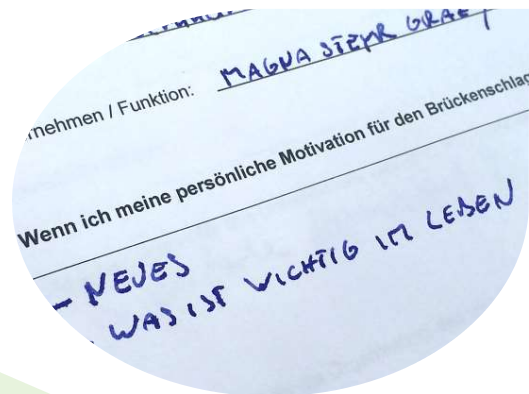 nehmen / Funktion: MAGNA STEYR GRAZ
Wenn ich meine persönliche Motivation für den Brückenschlag
- NEUES
WAS IST WICHTIG IM LEBEN